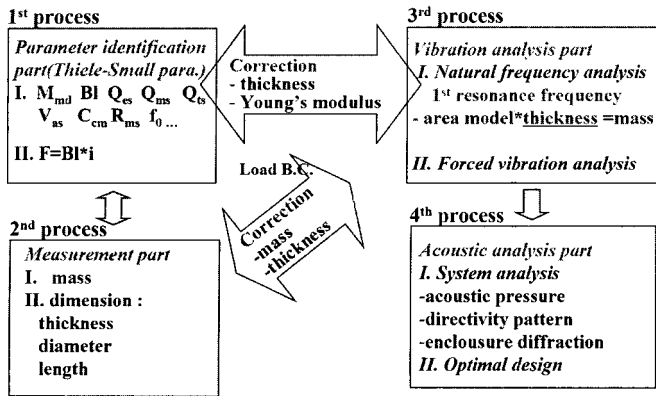 1st process
Parameter identification
part(Thiele-Small para.)
I. Mmd Bl Qes Qms Qts
Vas Ccm Rms f0 ...
II. F=Bl*i
Correction
- thickness
- Young's modulus
3rd process
Vibration analysis part
I. Natural frequency analysis
1st resonance frequency
- area model*thickness =mass
II. Forced vibration analysis
Load B.C.
Correction
-mass
-thickness
2nd process
Measurement part
I. mass
II. dimension :
thickness
diameter
length
4th process
Acoustic analysis part
I. System analysis
-acoustic pressure
-directivity pattern
-enclousure diffraction
II. Optimal design